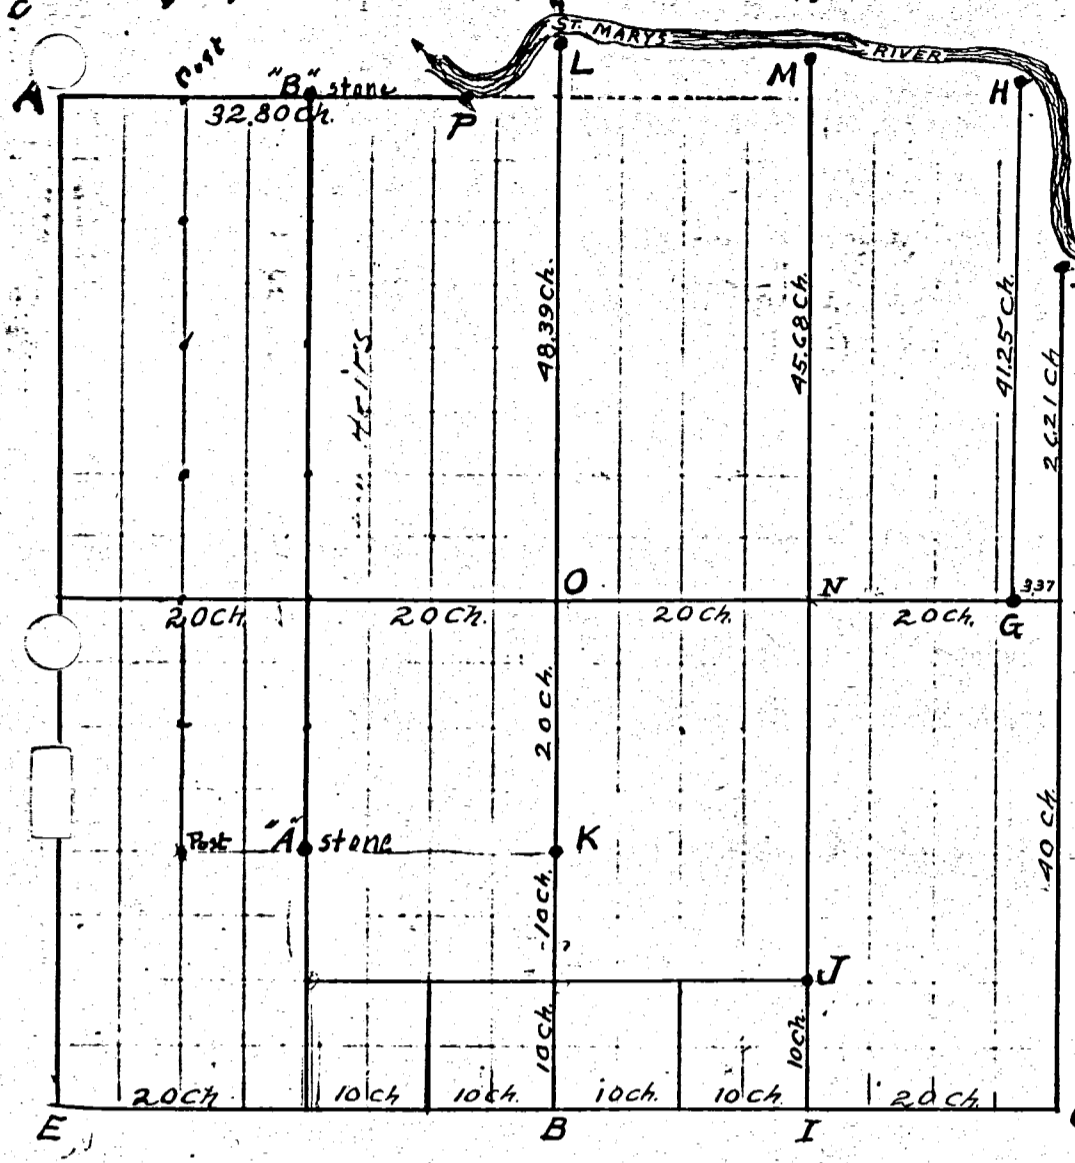 ST. MARYS RIVER
L
M
H
A
Post
"B" stone
32.80 Ch.
P
48.39 Ch.
45.68 Ch.
41.25 Ch.
26.21 Ch
O
N
3.37
20 Ch.
20 Ch.
20 Ch.
20 Ch.
G
20 Ch.
40 Ch.
Post
"A" stone
K
10 Ch.
J
10 Ch.
10 Ch.
20 Ch
10 Ch
10 Ch.
10 Ch.
10 Ch.
20 Ch.
E
B
I